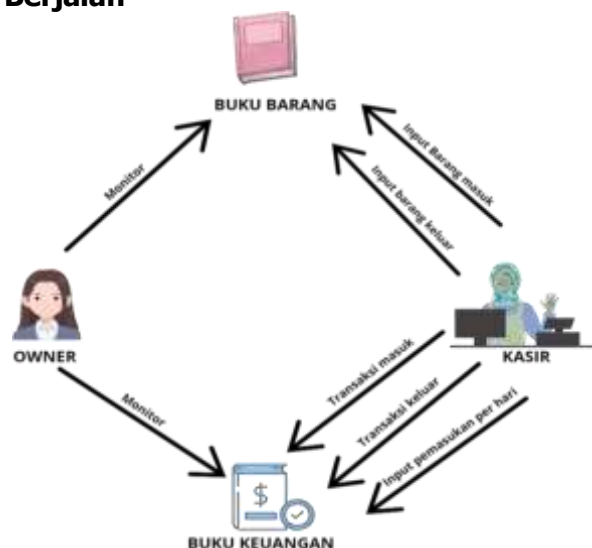 Berjalan
BUKU BARANG
Monitor
Input Barang masuk
Input barang keluar
OWNER
KASIR
Monitor
Transaksi masuk
Transaksi keluar
Input pemasukan per hari
$
BUKU KEUANGAN